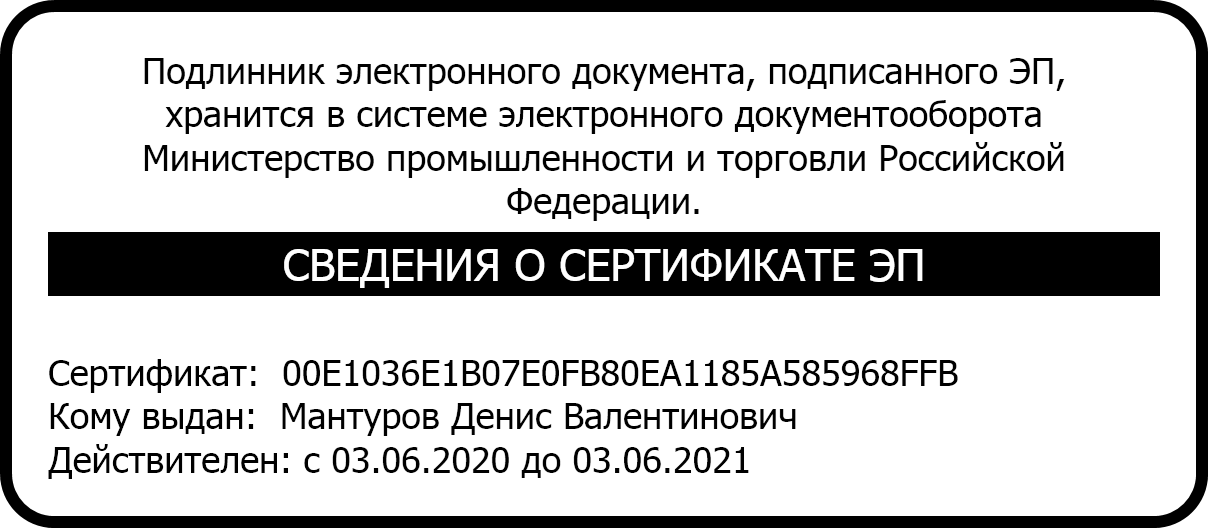 Подлинник электронного документа, подписанного ЭП,
хранится в системе электронного документооборота
Министерство промышленности и торговли Российской
Федерации.
СВЕДЕНИЯ О СЕРТИФИКАТЕ ЭП
Сертификат: 00E1036E1B07E0FB80EA1185A585968FFB
Кому выдан: Мантуров Денис Валентинович
Действителен: с 03.06.2020 до 03.06.2021